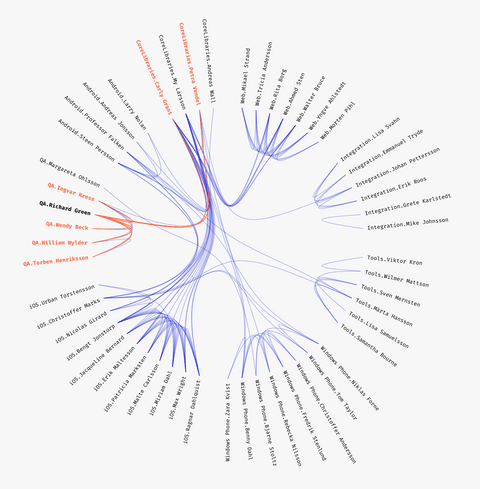 CoreLibraries.Andreas Wall
Web.Mikael Strand
Web.Tricia Andersson
Web.Rita Borg
Web.Ahmed Sten
Web.Walter Bruce
Web.Yngve Ahlstedt
Web.Morten Pihl
Integration.Lisa Svahn
Integration.Emmanuel Tryde
Integration.Johan Pettersson
Integration.Erik Roos
Integration.Grete Karlstedt
Integration.Mike Johnsson
Tools.Viktor Kron
Tools.Wilmer Mattson
Tools.Sven Mernsten
Tools.Märta Hansson
Tools.Lisa Samuelsson
Tools.Samantha Bourne
Windows Phone.Niklas Forne
Windows Phone.Tom Taylor
Windows Phone.Christoffer Andersson
Windows Phone.Fredrik Stenlund
Windows Phone.Rebecka Nilsson
Windows Phone.Bjarne Stoltz
Windows Phone.Benny Dahl
Windows Phone.Zara
iOS.Ragnar Dahlqvist
iOS.Max Wright
iOS.Miriam Dahl
iOS.Malte Carlsson
iOS.Patricia Marksten
iOS.Erik Maltesson
iOS.Jacqueline Bernard
iOS.Bengt Jonstorp
iOS.Nicolas Girard
iOS.Christoffer Marks
iOS.Urban Torstensson
QA.Torben Henriksson
QA.William Wylder
QA.Wendy Beck
QA.Richard Green
QA.Ingvar Kress
QA.Margareta Ohlsson
Android.Steen Persson
Android.Professor Falken
Android.Andreas Jonsson
Android.Larry Nolan
CoreLibraries.Carly Grant
CoreLibraries.My Larsson
CoreLibraries.Petra Wendel